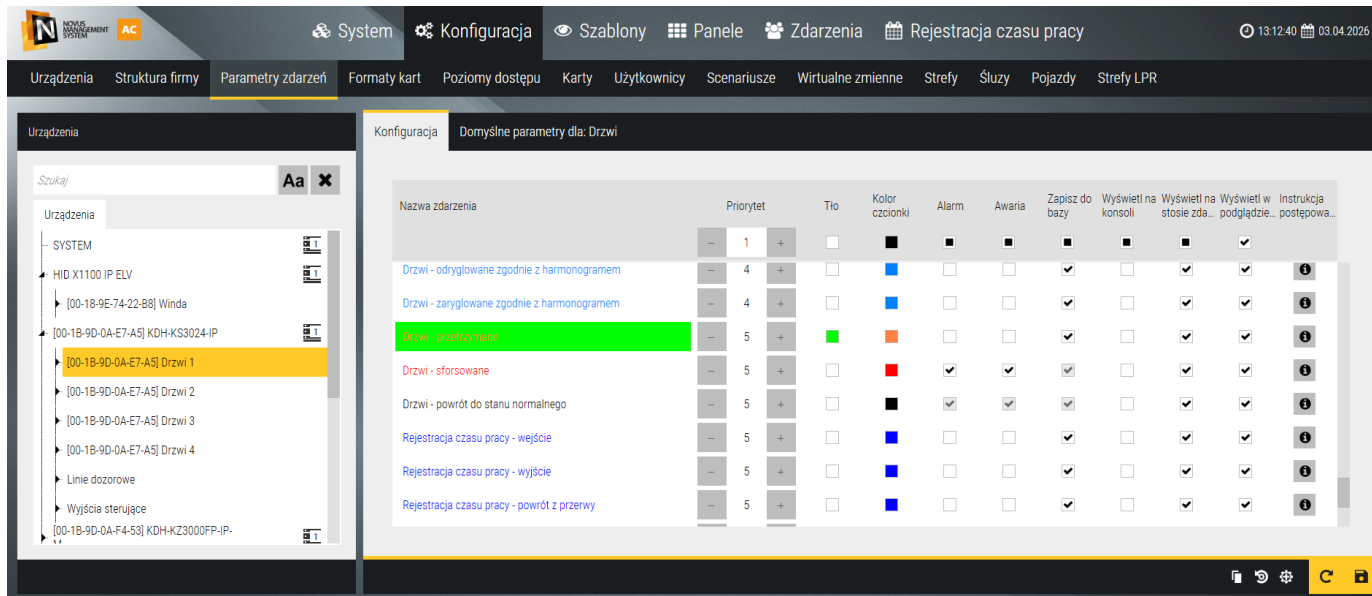 NOVUS
MANAGEMENT
SYSTEM
AC
System Konfiguracja Szablony Panele Zdarzenia Rejestracja czasu pracy
13:12:40 03.04.2026
Urządzenia Struktura firmy Parametry zdarzeń Formaty kart Poziomy dostępu Karty Użytkownicy Scenariusze Wirtualne zmienne Strefy Śluzy Pojazdy Strefy LPR
Urządzenia
Szukaj
Aa
Urządzenia
SYSTEM 1
HID X1100 IP ELV 1
[00-18-9E-74-22-B8] Winda
[00-1B-9D-0A-E7-A5] KDH-KS3024-IP 1
[00-1B-9D-0A-E7-A5] Drzwi 1
[00-1B-9D-0A-E7-A5] Drzwi 2
[00-1B-9D-0A-E7-A5] Drzwi 3
[00-1B-9D-0A-E7-A5] Drzwi 4
Linie dozorowe
Wyjścia sterujące
[00-1B-9D-0A-F4-53] KDH-KZ3000FP-IP- 1
Konfiguracja Domyślne parametry dla: Drzwi
Nazwa zdarzenia Priorytet Tło Kolor czcionki Alarm Awaria Zapisz do bazy Wyświetl na konsoli Wyświetl na stosie zda... Wyświetl w podglądzie... Instrukcja postępowa...
- 1 +
Drzwi - odryglowane zgodnie z harmonogramem - 4 +
Drzwi - zaryglowane zgodnie z harmonogramem - 4 +
Drzwi - przetrzymane - 5 +
Drzwi - sforsowane - 5 +
Drzwi - powrót do stanu normalnego - 5 +
Rejestracja czasu pracy - wejście - 5 +
Rejestracja czasu pracy - wyjście - 5 +
Rejestracja czasu pracy - powrót z przerwy - 5 +